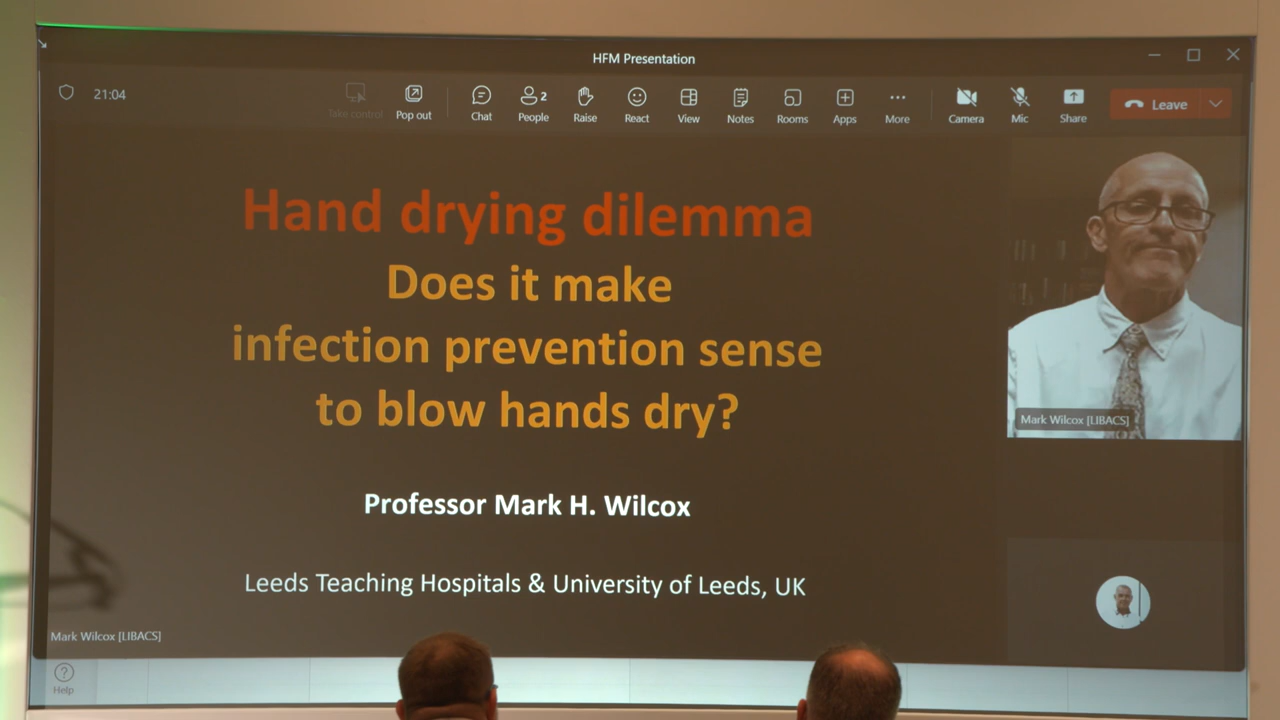 HFM Presentation
21:04
Take control
Pop out
Chat
2
People
Raise
React
View
Notes
Rooms
Apps
More
Camera
Mic
Share
Leave
Hand drying dilemma
Does it make
infection prevention sense
to blow hands dry?
Professor Mark H. Wilcox
Leeds Teaching Hospitals & University of Leeds, UK
Mark Wilcox [LIBACS]
Mark Wilcox [LIBACS]
Help